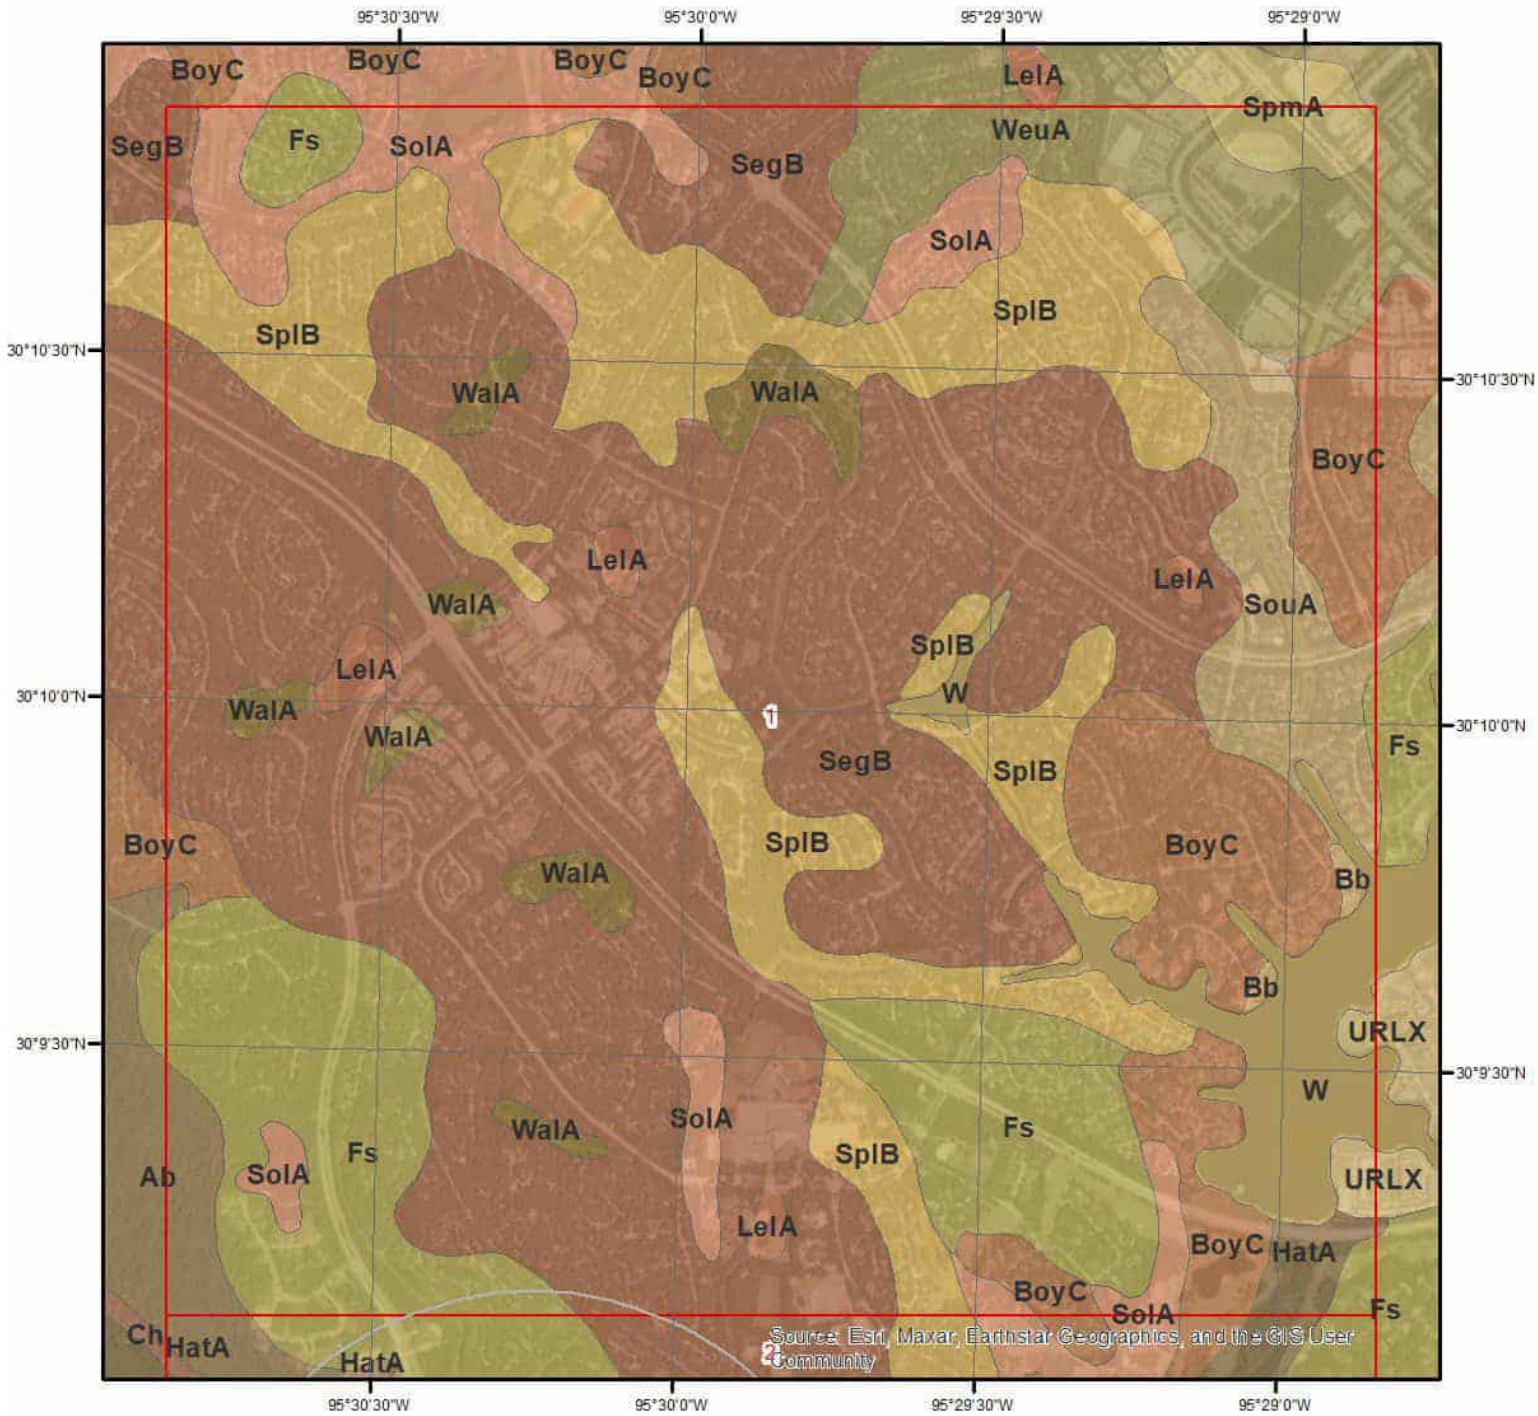 95°30'30"W 95°30'0"W 95°29'30"W 95°29'0"W
BoyC BoyC BoyC BoyC LelA
SpmA
SegB Fs SolA SegB WeuA
SolA
SplB SplB
30°10'30"N 30°10'30"N
WalA WalA
BoyC
LelA LelA
WalA SouA
SplB
LelA
30°10'0"N WalA W 30°10'0"N
WalA 1 Fs
SegB SplB
BoyC SplB BoyC
WalA Bb
Bb
30°9'30"N URLX
W 30°9'30"N
WalA SolA Fs
Ab SolA Fs SplB URLX
LelA BoyC HatA
BoyC
SolA Fs
Ch HatA HatA
Source: Esri, Maxar, Earthstar Geographics, and the GIS User
2 Community
95°30'30"W 95°30'0"W 95°29'30"W 95°29'0"W